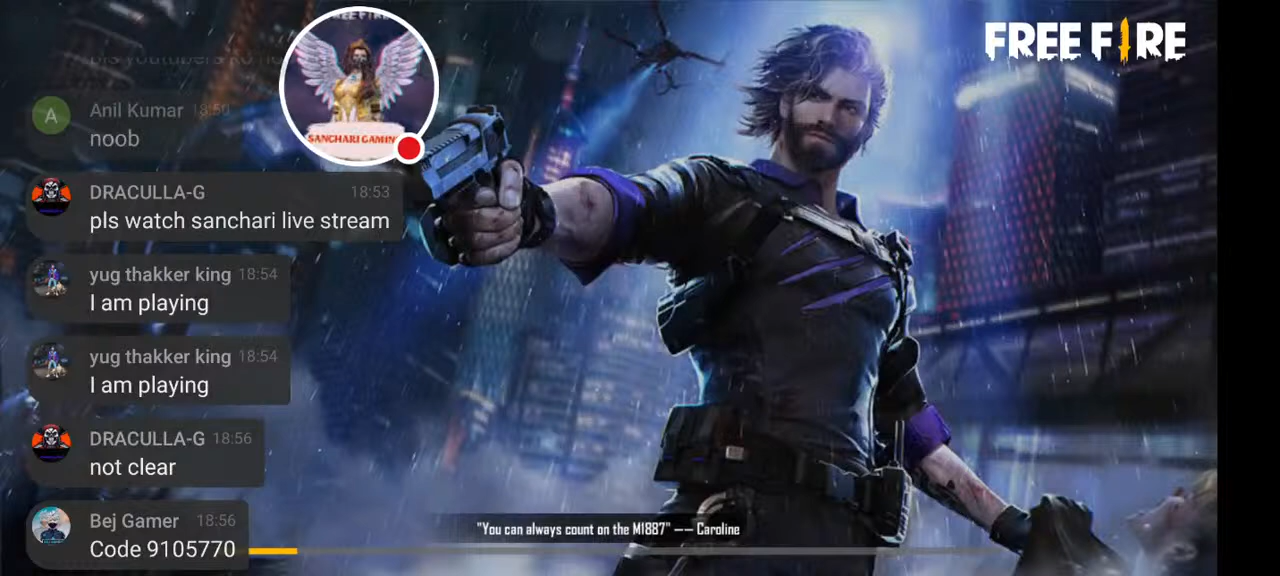 FREE FIRE
Anil Kumar 18:50
noob
SANCHARI GAMIN
DRACULLA-G 18:53
pls watch sanchari live stream
yug thakker king 18:54
I am playing
yug thakker king 18:54
I am playing
DRACULLA-G 18:56
not clear
Bej Gamer 18:56
Code 9105770
"You can always count on the M1887" —— Caroline